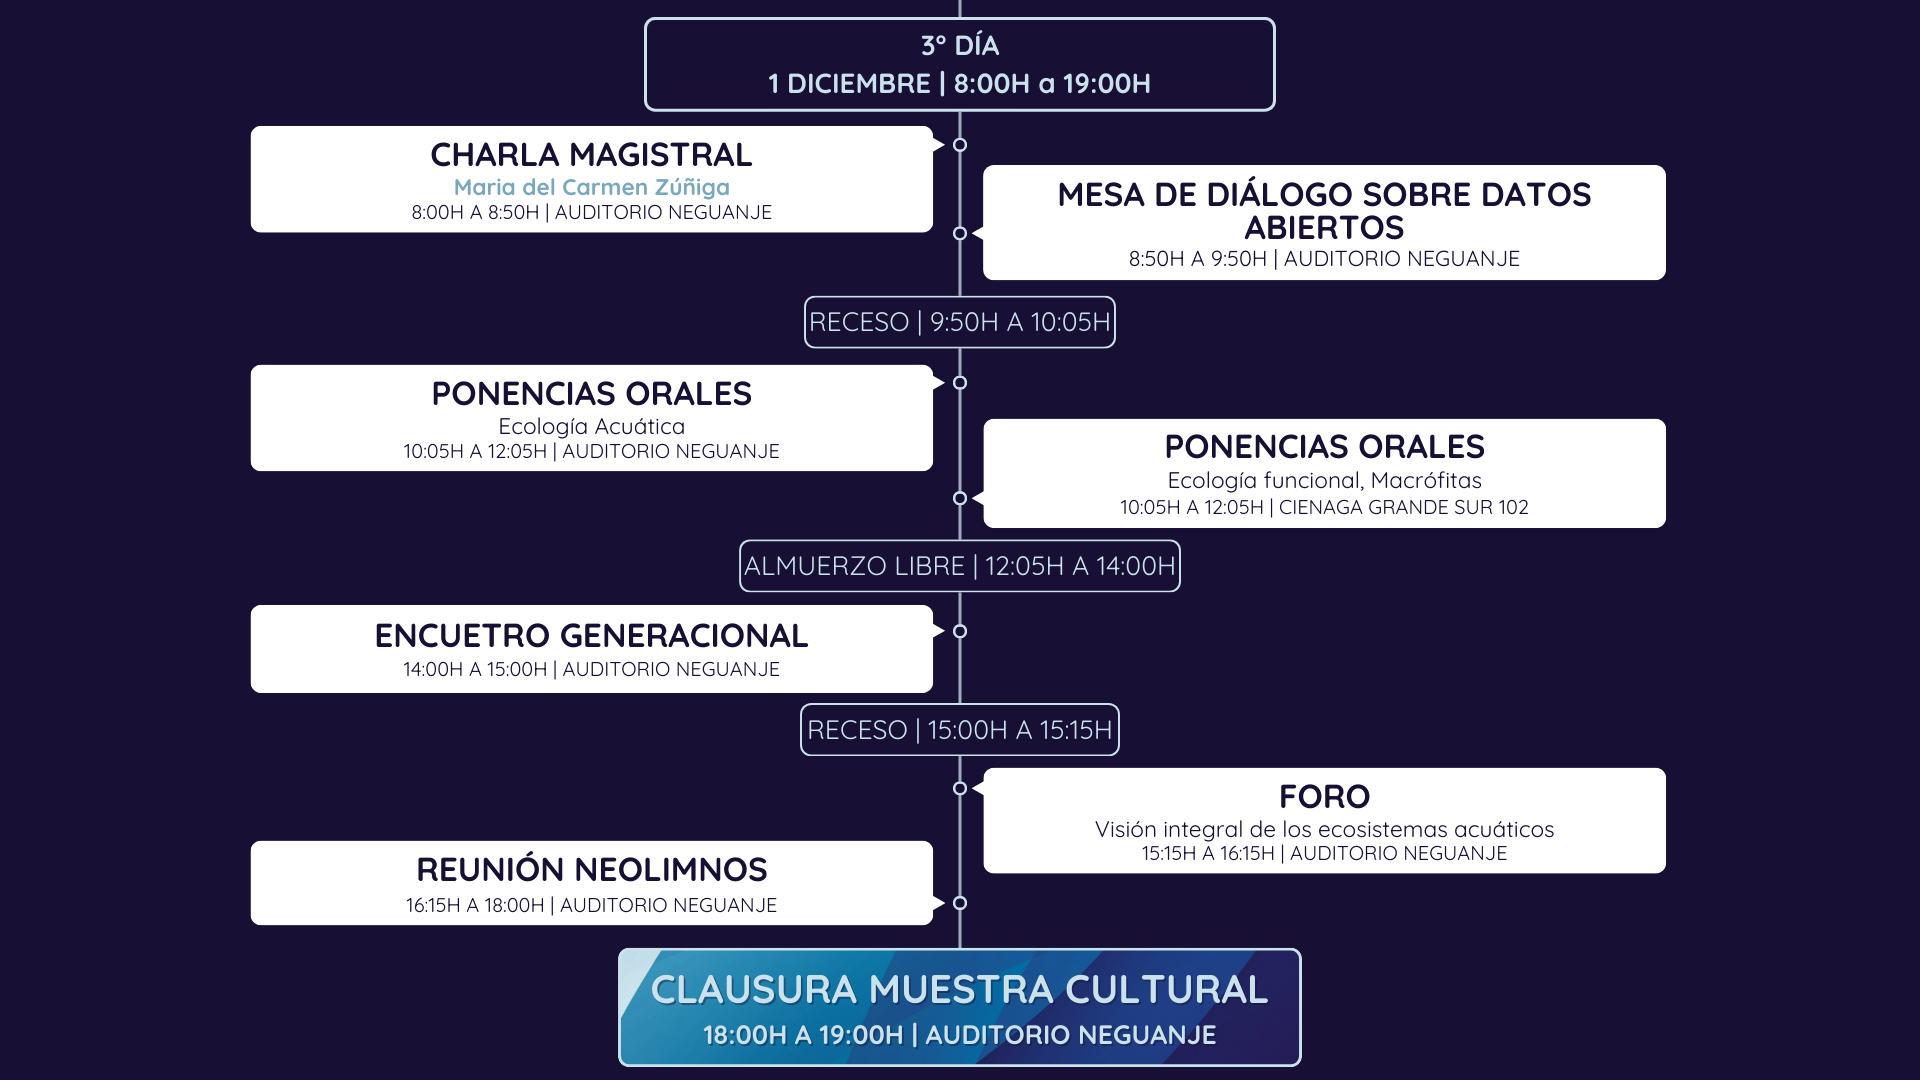 3° DÍA
1 DICIEMBRE | 8:00H a 19:00H
CHARLA MAGISTRAL
Maria del Carmen Zúñiga
8:00H A 8:50H | AUDITORIO NEGUANJE
MESA DE DIÁLOGO SOBRE DATOS
ABIERTOS
8:50H A 9:50H | AUDITORIO NEGUANJE
RECESO | 9:50H A 10:05H
PONENCIAS ORALES
Ecología Acuática
10:05H A 12:05H | AUDITORIO NEGUANJE
PONENCIAS ORALES
Ecología funcional, Macrófitas
10:05H A 12:05H | CIENAGA GRANDE SUR 102
ALMUERZO LIBRE | 12:05H A 14:00H
ENCUETRO GENERACIONAL
14:00H A 15:00H | AUDITORIO NEGUANJE
RECESO | 15:00H A 15:15H
FORO
Visión integral de los ecosistemas acuáticos
15:15H A 16:15H | AUDITORIO NEGUANJE
REUNIÓN NEOLIMNOS
16:15H A 18:00H | AUDITORIO NEGUANJE
CLAUSURA MUESTRA CULTURAL
18:00H A 19:00H | AUDITORIO NEGUANJE